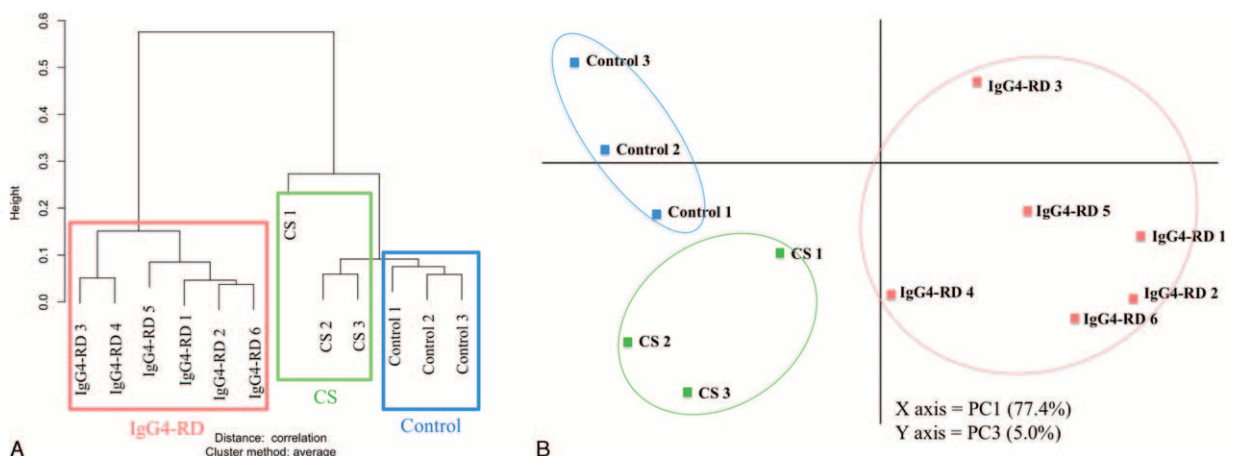 0.6
0.5
0.4
0.3
0.2
0.1
0.0
Height
IgG4-RD 3
IgG4-RD 4
IgG4-RD 5
IgG4-RD 1
IgG4-RD 2
IgG4-RD 6
CS 1
CS 2
CS 3
Control 1
Control 2
Control 3
IgG4-RD
CS
Control
Distance: correlation
Cluster method: average
A
Control 3
Control 2
Control 1
CS 1
CS 2
CS 3
IgG4-RD 3
IgG4-RD 5
IgG4-RD 1
IgG4-RD 4
IgG4-RD 2
IgG4-RD 6
X axis = PC1 (77.4%)
Y axis = PC3 (5.0%)
B